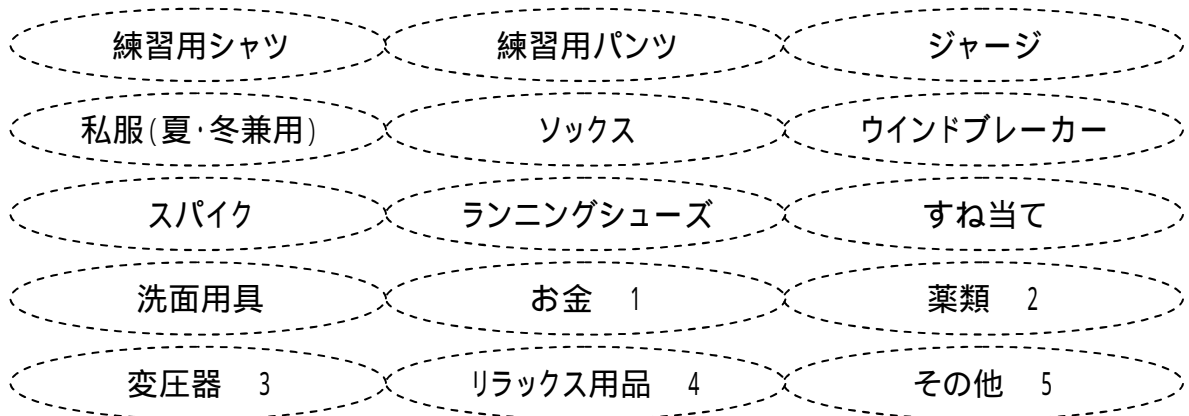 練習用シャツ 練習用パンツ ジャージ
私服(夏・冬兼用) ソックス ウインドブレーカー
スパイク ランニングシューズ すね当て
洗面用具 お金 1 薬類 2
変圧器 3 リラックス用品 4 その他 5